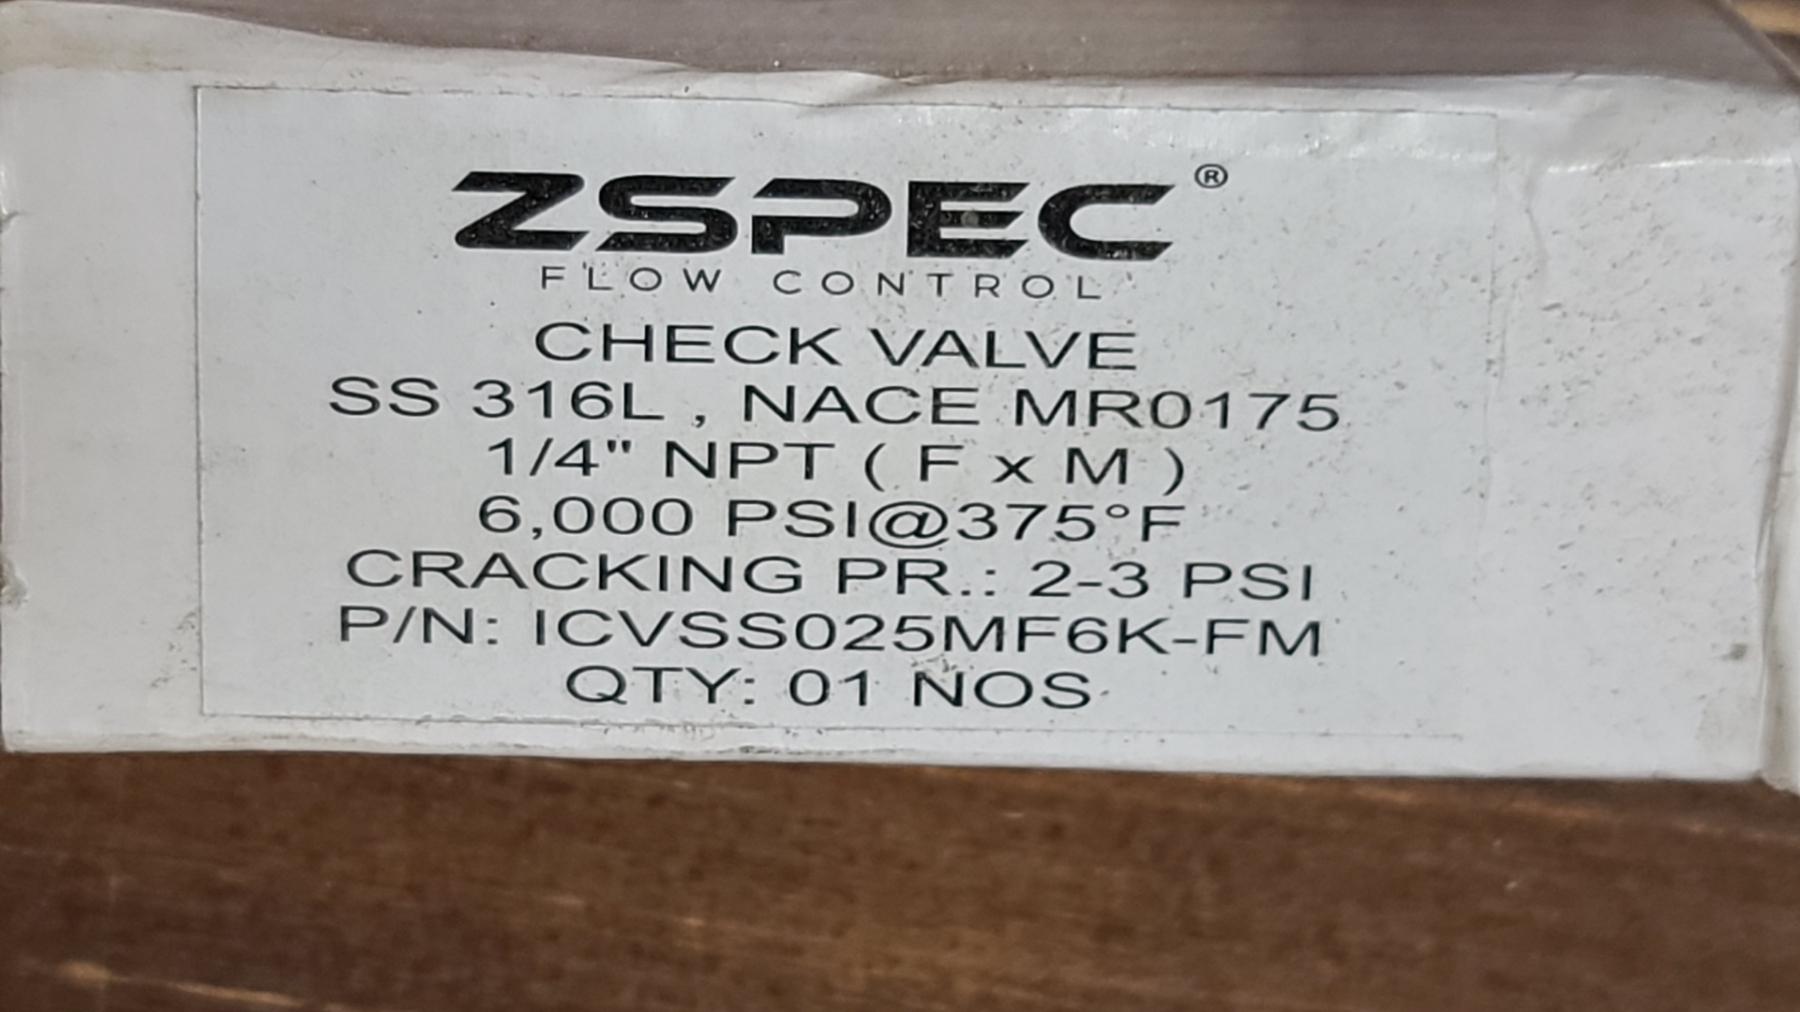 ZSPEC®
FLOW CONTROL
CHECK VALVE
SS 316L , NACE MR0175
1/4" NPT ( F x M )
6,000 PSI@375°F
CRACKING PR.: 2-3 PSI
P/N: ICVSS025MF6K-FM
QTY: 01 NOS